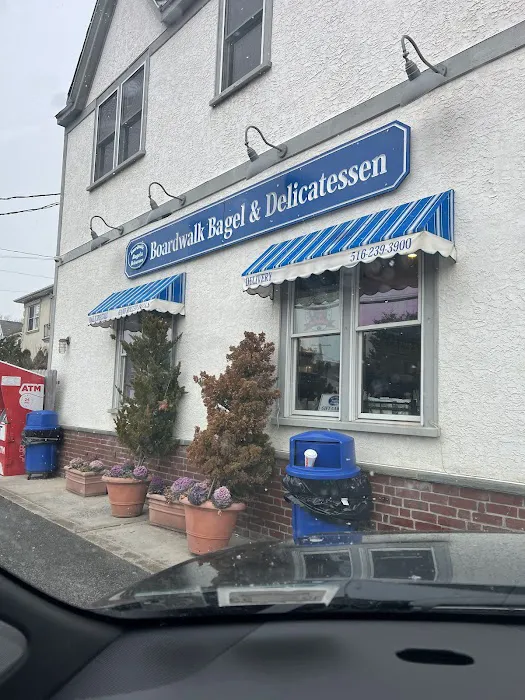 Boardwalk Bagel & Delicatessen
DELIVERY
516-239-3900
ATM